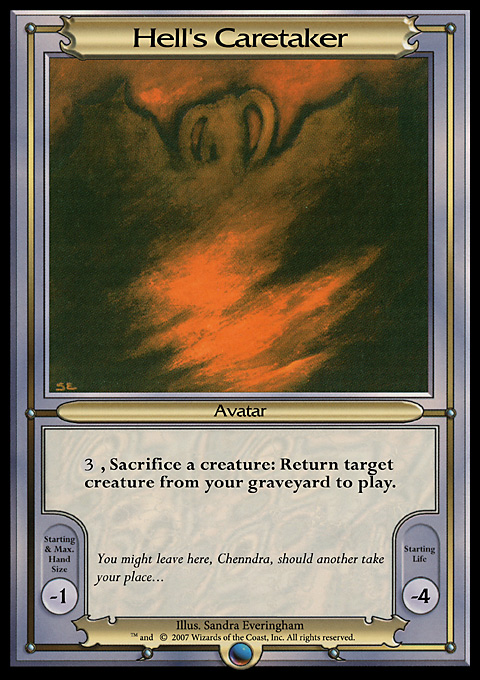 Hell's Caretaker
SE
Avatar
3 , Sacrifice a creature: Return target
creature from your graveyard to play.
Starting
& Max.
Hand
Size
-1
You might leave here, Chenndra, should another take
your place…
Starting
Life
-4
Illus. Sandra Everingham
™ and © 2007 Wizards of the Coast, Inc. All rights reserved.